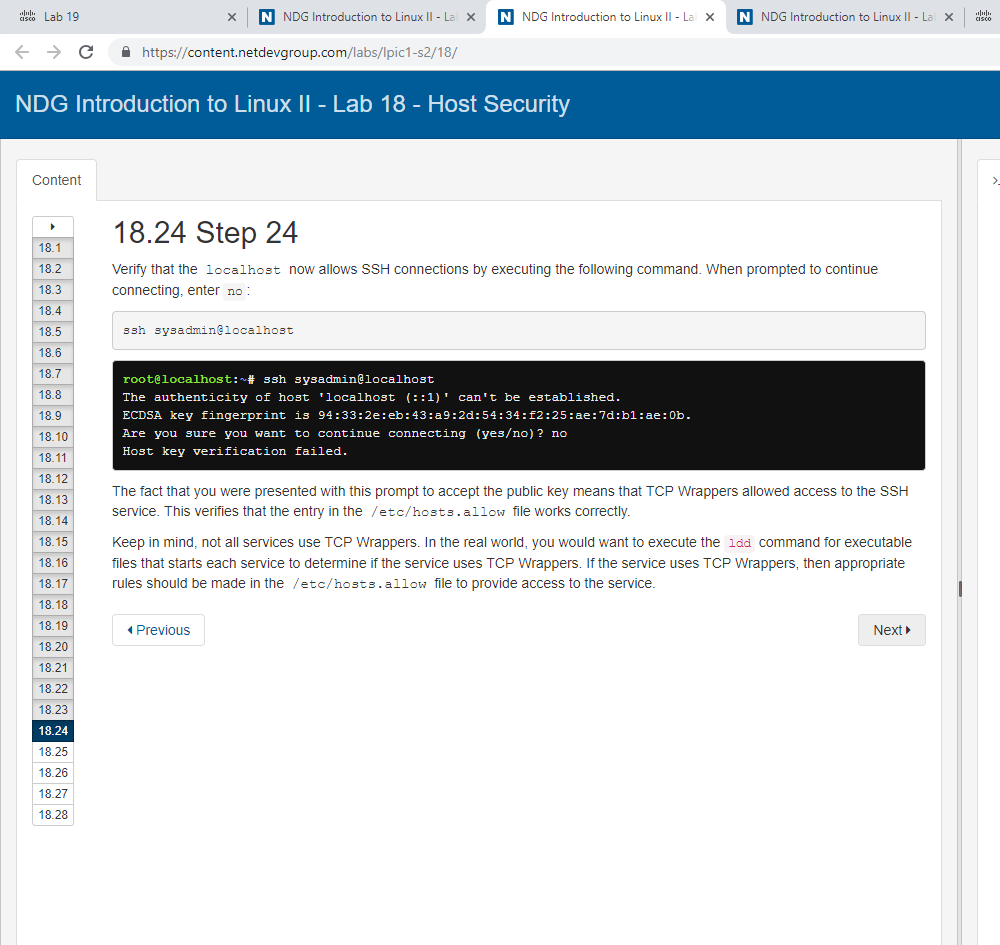 cisco Lab 19
NDG Introduction to Linux II - La
NDG Introduction to Linux II - La
NDG Introduction to Linux II - La
cisco
https://content.netdevgroup.com/labs/lpic1-s2/18/
NDG Introduction to Linux II - Lab 18 - Host Security
Content
18.1
18.2
18.3
18.4
18.5
18.6
18.7
18.8
18.9
18.10
18.11
18.12
18.13
18.14
18.15
18.16
18.17
18.18
18.19
18.20
18.21
18.22
18.23
18.24
18.25
18.26
18.27
18.28
18.24 Step 24
Verify that the localhost now allows SSH connections by executing the following command. When prompted to continue
connecting, enter no:
ssh sysadmin@localhost
root@localhost:~# ssh sysadmin@localhost
The authenticity of host 'localhost (::1)' can't be established.
ECDSA key fingerprint is 94:33:2e:eb:43:a9:2d:54:34:f2:25:ae:7d:b1:ae:0b.
Are you sure you want to continue connecting (yes/no)? no
Host key verification failed.
The fact that you were presented with this prompt to accept the public key means that TCP Wrappers allowed access to the SSH
service. This verifies that the entry in the /etc/hosts.allow file works correctly.
Keep in mind, not all services use TCP Wrappers. In the real world, you would want to execute the ldd command for executable
files that starts each service to determine if the service uses TCP Wrappers. If the service uses TCP Wrappers, then appropriate
rules should be made in the /etc/hosts.allow file to provide access to the service.
Previous
Next